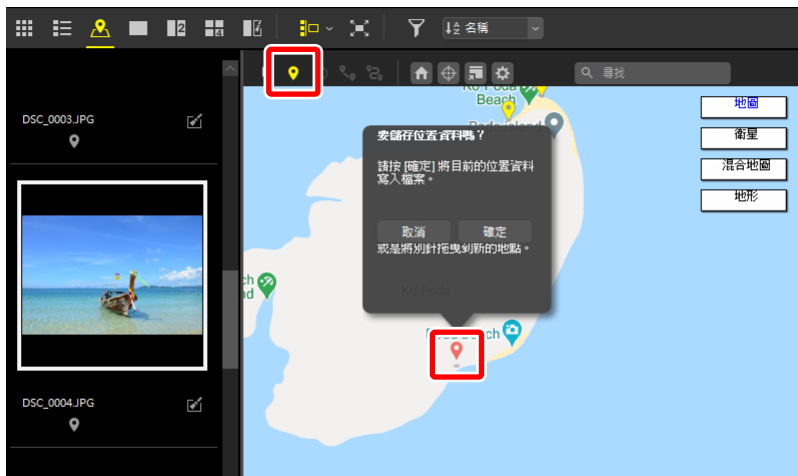 名稱
尋找
DSC_0003.JPG
Ko Poda
Beach
地圖
衛星
混合地圖
地形
要儲存位置資料嗎？
請按 [確定] 將目前的位置資料
寫入檔案。
取消
確定
或是將別針拖曳到新的地點。
Ko Poda
DSC_0004.JPG